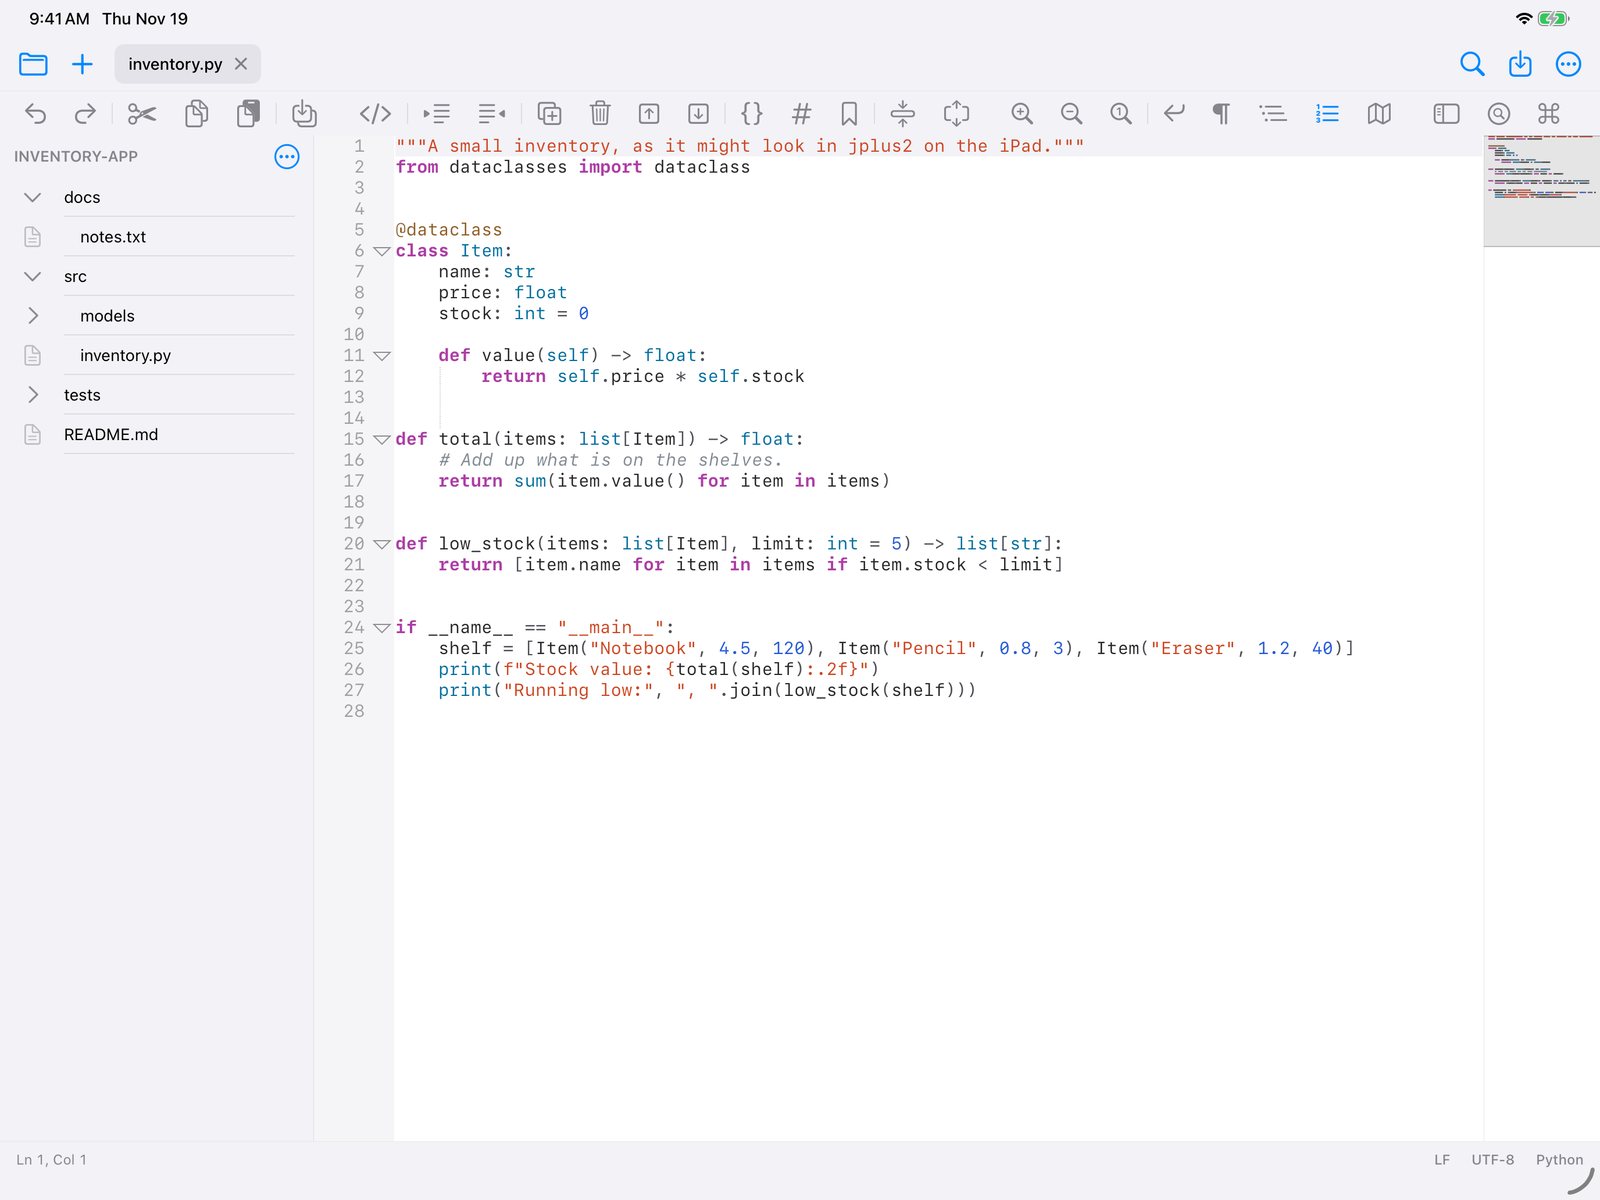 9:41 AM Thu Nov 19
inventory.py
INVENTORY-APP
docs
notes.txt
src
models
inventory.py
tests
README.md
1 """A small inventory, as it might look in jplus2 on the iPad."""
2 from dataclasses import dataclass
3
4
5 @dataclass
6 class Item:
7     name: str
8     price: float
9     stock: int = 0
10
11     def value(self) -> float:
12         return self.price * self.stock
13
14
15 def total(items: list[Item]) -> float:
16     # Add up what is on the shelves.
17     return sum(item.value() for item in items)
18
19
20 def low_stock(items: list[Item], limit: int = 5) -> list[str]:
21     return [item.name for item in items if item.stock < limit]
22
23
24 if __name__ == "__main__":
25     shelf = [Item("Notebook", 4.5, 120), Item("Pencil", 0.8, 3), Item("Eraser", 1.2, 40)]
26     print(f"Stock value: {total(shelf):.2f}")
27     print("Running low:", ", ".join(low_stock(shelf)))
28
Ln 1, Col 1
LF UTF-8 Python